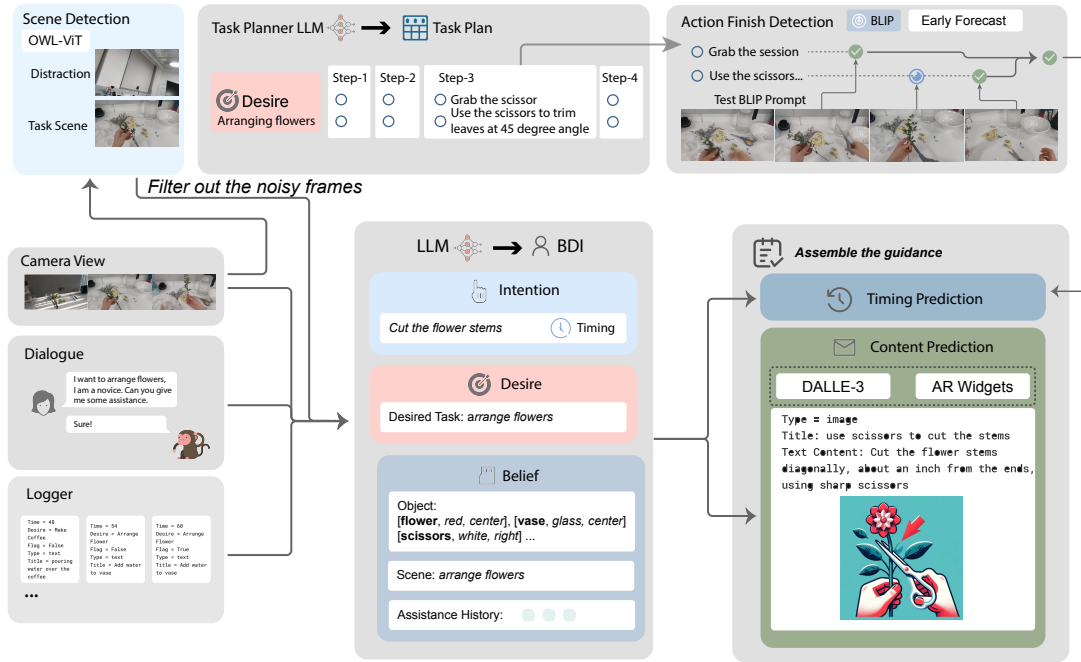 Scene Detection
OWL-ViT
Distraction
Task Scene
Task Planner LLM
Task Plan
Desire
Arranging flowers
Step-1
Step-2
Step-3
Grab the scissor
Use the scissors to trim
leaves at 45 degree angle
Step-4
Action Finish Detection
BLIP
Early Forecast
Grab the session
Use the scissors...
Test BLIP Prompt
Filter out the noisy frames
Camera View
Dialogue
I want to arrange flowers,
I am a novice. Can you give
me some assistance.
Sure!
Logger
Time = 48
Desire = Make
Coffee
Flag = False
Type = text
Title = pouring
water over the
coffee
Time = 54
Desire = Arrange
Flower
Flag = False
Type = text
Title = Add water
to vase
Time = 60
Desire = Arrange
Flower
Flag = True
Type = text
Title = Add water
to vase
...
LLM
BDI
Intention
Cut the flower stems
Timing
Desire
Desired Task: arrange flowers
Belief
Object:
[flower, red, center], [vase, glass, center]
[scissors, white, right] ...
Scene: arrange flowers
Assistance History:
Assemble the guidance
Timing Prediction
Content Prediction
DALLE-3
AR Widgets
Type = image
Title: use scissors to cut the stems
Text Content: Cut the flower stems
diagonally, about an inch from the ends,
using sharp scissors